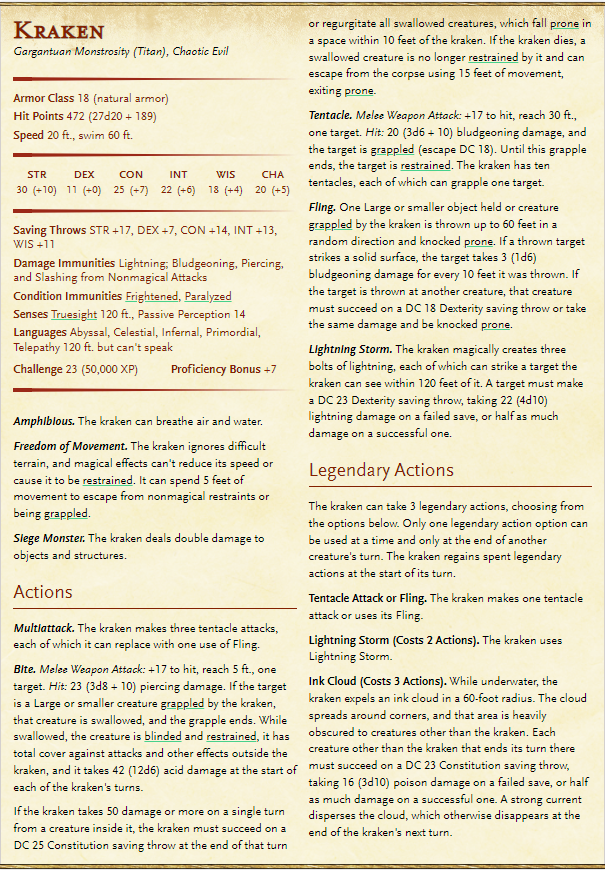 Kraken
Gargantuan Monstrosity (Titan), Chaotic Evil
Armor Class 18 (natural armor)
Hit Points 472 (27d20 + 189)
Speed 20 ft., swim 60 ft.
STR DEX CON INT WIS CHA
30 (+10) 11 (+0) 25 (+7) 22 (+6) 18 (+4) 20 (+5)
Saving Throws STR +17, DEX +7, CON +14, INT +13,
WIS +11
Damage Immunities Lightning; Bludgeoning, Piercing,
and Slashing from Nonmagical Attacks
Condition Immunities Frightened, Paralyzed
Senses Truesight 120 ft., Passive Perception 14
Languages Abyssal, Celestial, Infernal, Primordial,
Telepathy 120 ft. but can't speak
Challenge 23 (50,000 XP) Proficiency Bonus +7
Amphibious. The kraken can breathe air and water.
Freedom of Movement. The kraken ignores difficult
terrain, and magical effects can't reduce its speed or
cause it to be restrained. It can spend 5 feet of
movement to escape from nonmagical restraints or
being grappled.
Siege Monster. The kraken deals double damage to
objects and structures.
Actions
Multiattack. The kraken makes three tentacle attacks,
each of which it can replace with one use of Fling.
Bite. Melee Weapon Attack: +17 to hit, reach 5 ft., one
target. Hit: 23 (3d8 + 10) piercing damage. If the target
is a Large or smaller creature grappled by the kraken,
that creature is swallowed, and the grapple ends. While
swallowed, the creature is blinded and restrained, it has
total cover against attacks and other effects outside the
kraken, and it takes 42 (12d6) acid damage at the start of
each of the kraken's turns.
If the kraken takes 50 damage or more on a single turn
from a creature inside it, the kraken must succeed on a
DC 25 Constitution saving throw at the end of that turn
or regurgitate all swallowed creatures, which fall prone in
a space within 10 feet of the kraken. If the kraken dies, a
swallowed creature is no longer restrained by it and can
escape from the corpse using 15 feet of movement,
exiting prone.
Tentacle. Melee Weapon Attack: +17 to hit, reach 30 ft.,
one target. Hit: 20 (3d6 + 10) bludgeoning damage, and
the target is grappled (escape DC 18). Until this grapple
ends, the target is restrained. The kraken has ten
tentacles, each of which can grapple one target.
Fling. One Large or smaller object held or creature
grappled by the kraken is thrown up to 60 feet in a
random direction and knocked prone. If a thrown target
strikes a solid surface, the target takes 3 (1d6)
bludgeoning damage for every 10 feet it was thrown. If
the target is thrown at another creature, that creature
must succeed on a DC 18 Dexterity saving throw or take
the same damage and be knocked prone.
Lightning Storm. The kraken magically creates three
bolts of lightning, each of which can strike a target the
kraken can see within 120 feet of it. A target must make
a DC 23 Dexterity saving throw, taking 22 (4d10)
lightning damage on a failed save, or half as much
damage on a successful one.
Legendary Actions
The kraken can take 3 legendary actions, choosing from
the options below. Only one legendary action option can
be used at a time and only at the end of another
creature's turn. The kraken regains spent legendary
actions at the start of its turn.
Tentacle Attack or Fling. The kraken makes one tentacle
attack or uses its Fling.
Lightning Storm (Costs 2 Actions). The kraken uses
Lightning Storm.
Ink Cloud (Costs 3 Actions). While underwater, the
kraken expels an ink cloud in a 60-foot radius. The cloud
spreads around corners, and that area is heavily
obscured to creatures other than the kraken. Each
creature other than the kraken that ends its turn there
must succeed on a DC 23 Constitution saving throw,
taking 16 (3d10) poison damage on a failed save, or half
as much damage on a successful one. A strong current
disperses the cloud, which otherwise disappears at the
end of the kraken's next turn.